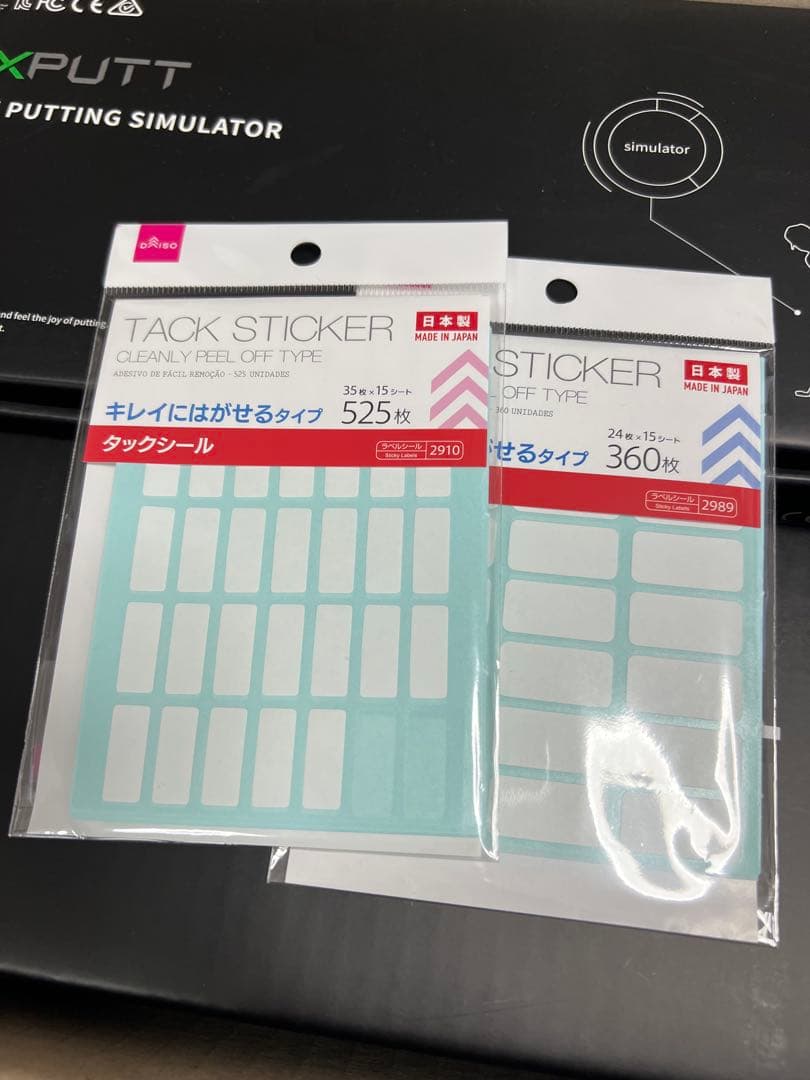 FC CE
XPUTT
PUTTING SIMULATOR
simulator
nd feel the joy of putting.
t.
DAISO
TACK STICKER
CLEANLY PEEL OFF TYPE
ADESIVO DE FÁCIL REMOÇÃO - 525 UNIDADES
日本製
MADE IN JAPAN
35枚×15シート
キレイにはがせるタイプ 525枚
タックシール
ラベルシール
Sticky Labels
2910
STICKER
L OFF TYPE
- 360 UNIDADES
日本製
MADE IN JAPAN
24枚×15シート
がせるタイプ 360枚
ラベルシール
Sticky Labels
2989